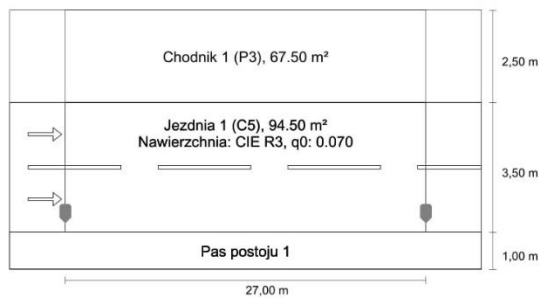 Chodnik 1 (P3), 67.50 m²
2,50 m
Jezdnia 1 (C5), 94.50 m²
Nawierzchnia: CIE R3, q0: 0.070
3,50 m
Pas postoju 1
1,00 m
27,00 m